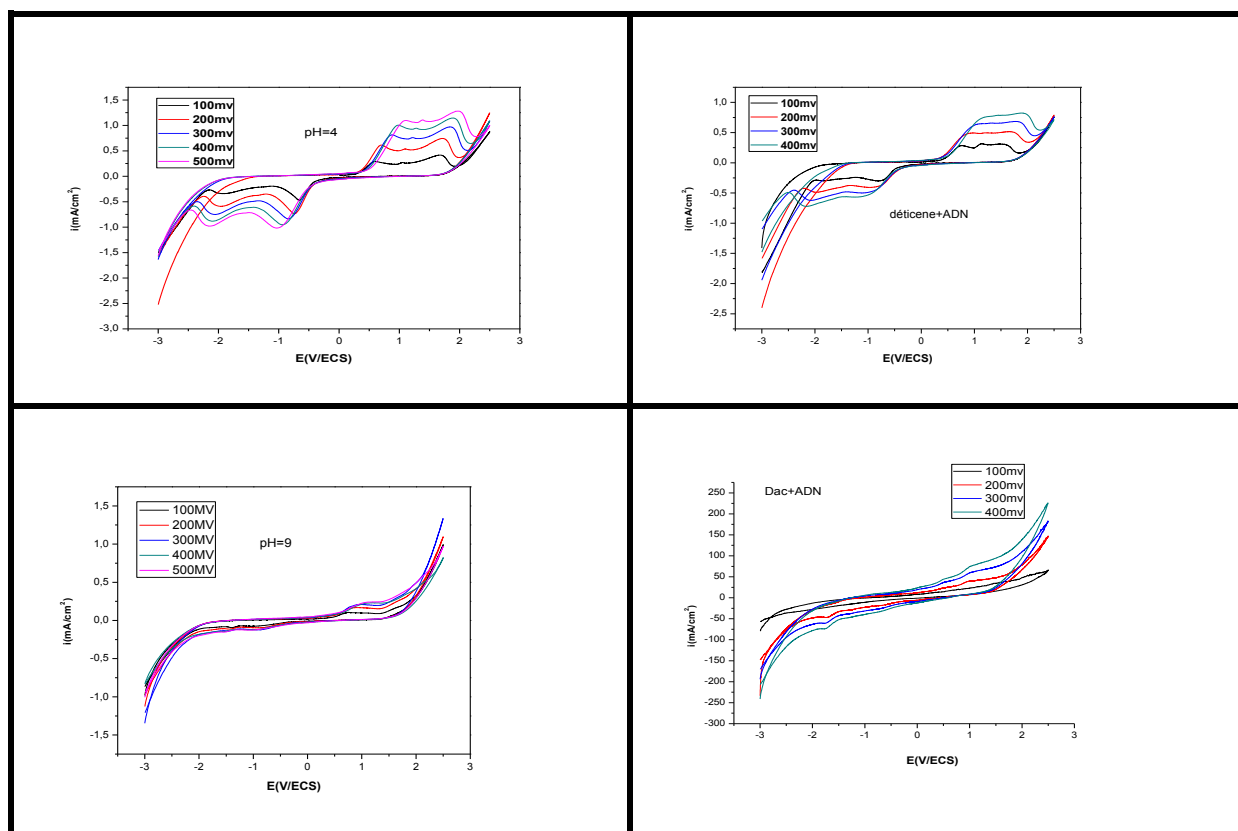 1,5
1,0
0,5
0,0
-0,5
-1,0
-1,5
-2,0
-2,5
-3,0
i(mA/cm²)
100mv
200mv
300mv
400mv
500mv
pH=4
-3 -2 -1 0 1 2 3
E(V/ECS)
1,0
0,5
0,0
-0,5
-1,0
-1,5
-2,0
-2,5
i(mA/cm²)
100mv
200mv
300mv
400mv
déticene+ADN
-3 -2 -1 0 1 2 3
E(V/ECS)
1,5
1,0
0,5
0,0
-0,5
-1,0
-1,5
i(mA/cm²)
100MV
200MV
300MV
400MV
500MV
pH=9
-3 -2 -1 0 1 2 3
E(V/ECS)
250
200
150
100
50
0
-50
-100
-150
-200
-250
-300
i(mA/cm²)
Dac+ADN
100mv
200mv
300mv
400mv
-3 -2 -1 0 1 2 3
E(V/ECS)